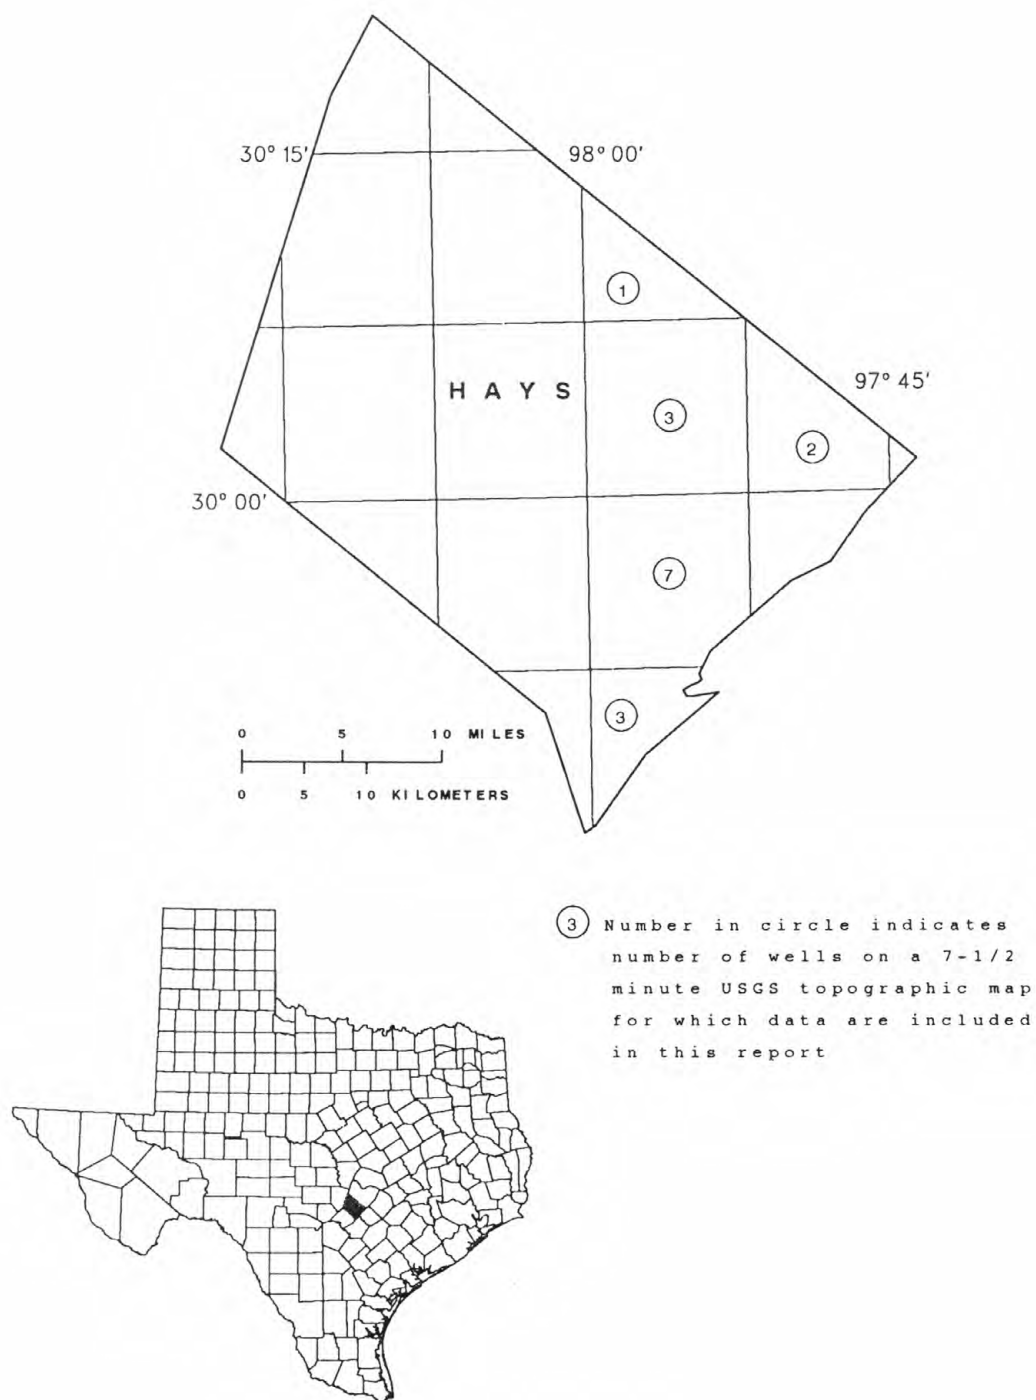 30° 15'
98° 00'
1
H A Y S
97° 45'
3
2
30° 00'
7
3
0 5 10 MILES
0 5 10 KILOMETERS
3 Number in circle indicates
number of wells on a 7-1/2
minute USGS topographic map
for which data are included
in this report